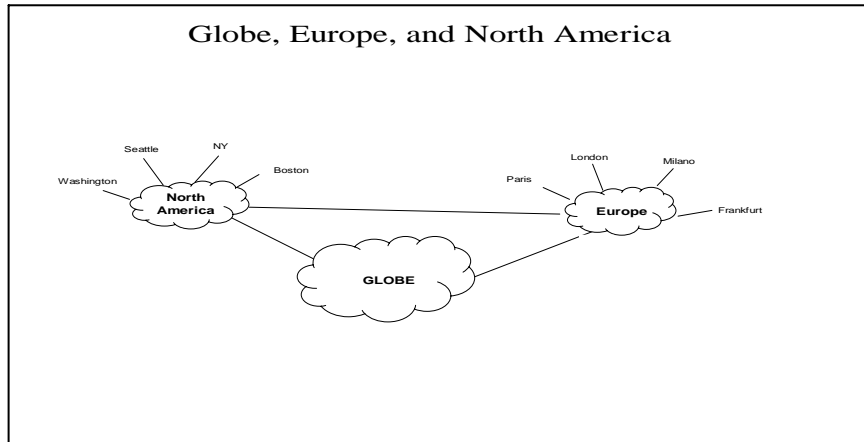 Globe, Europe, and North America
Seattle
NY
Boston
Washington
North
America
London
Milano
Paris
Europe
Frankfurt
GLOBE